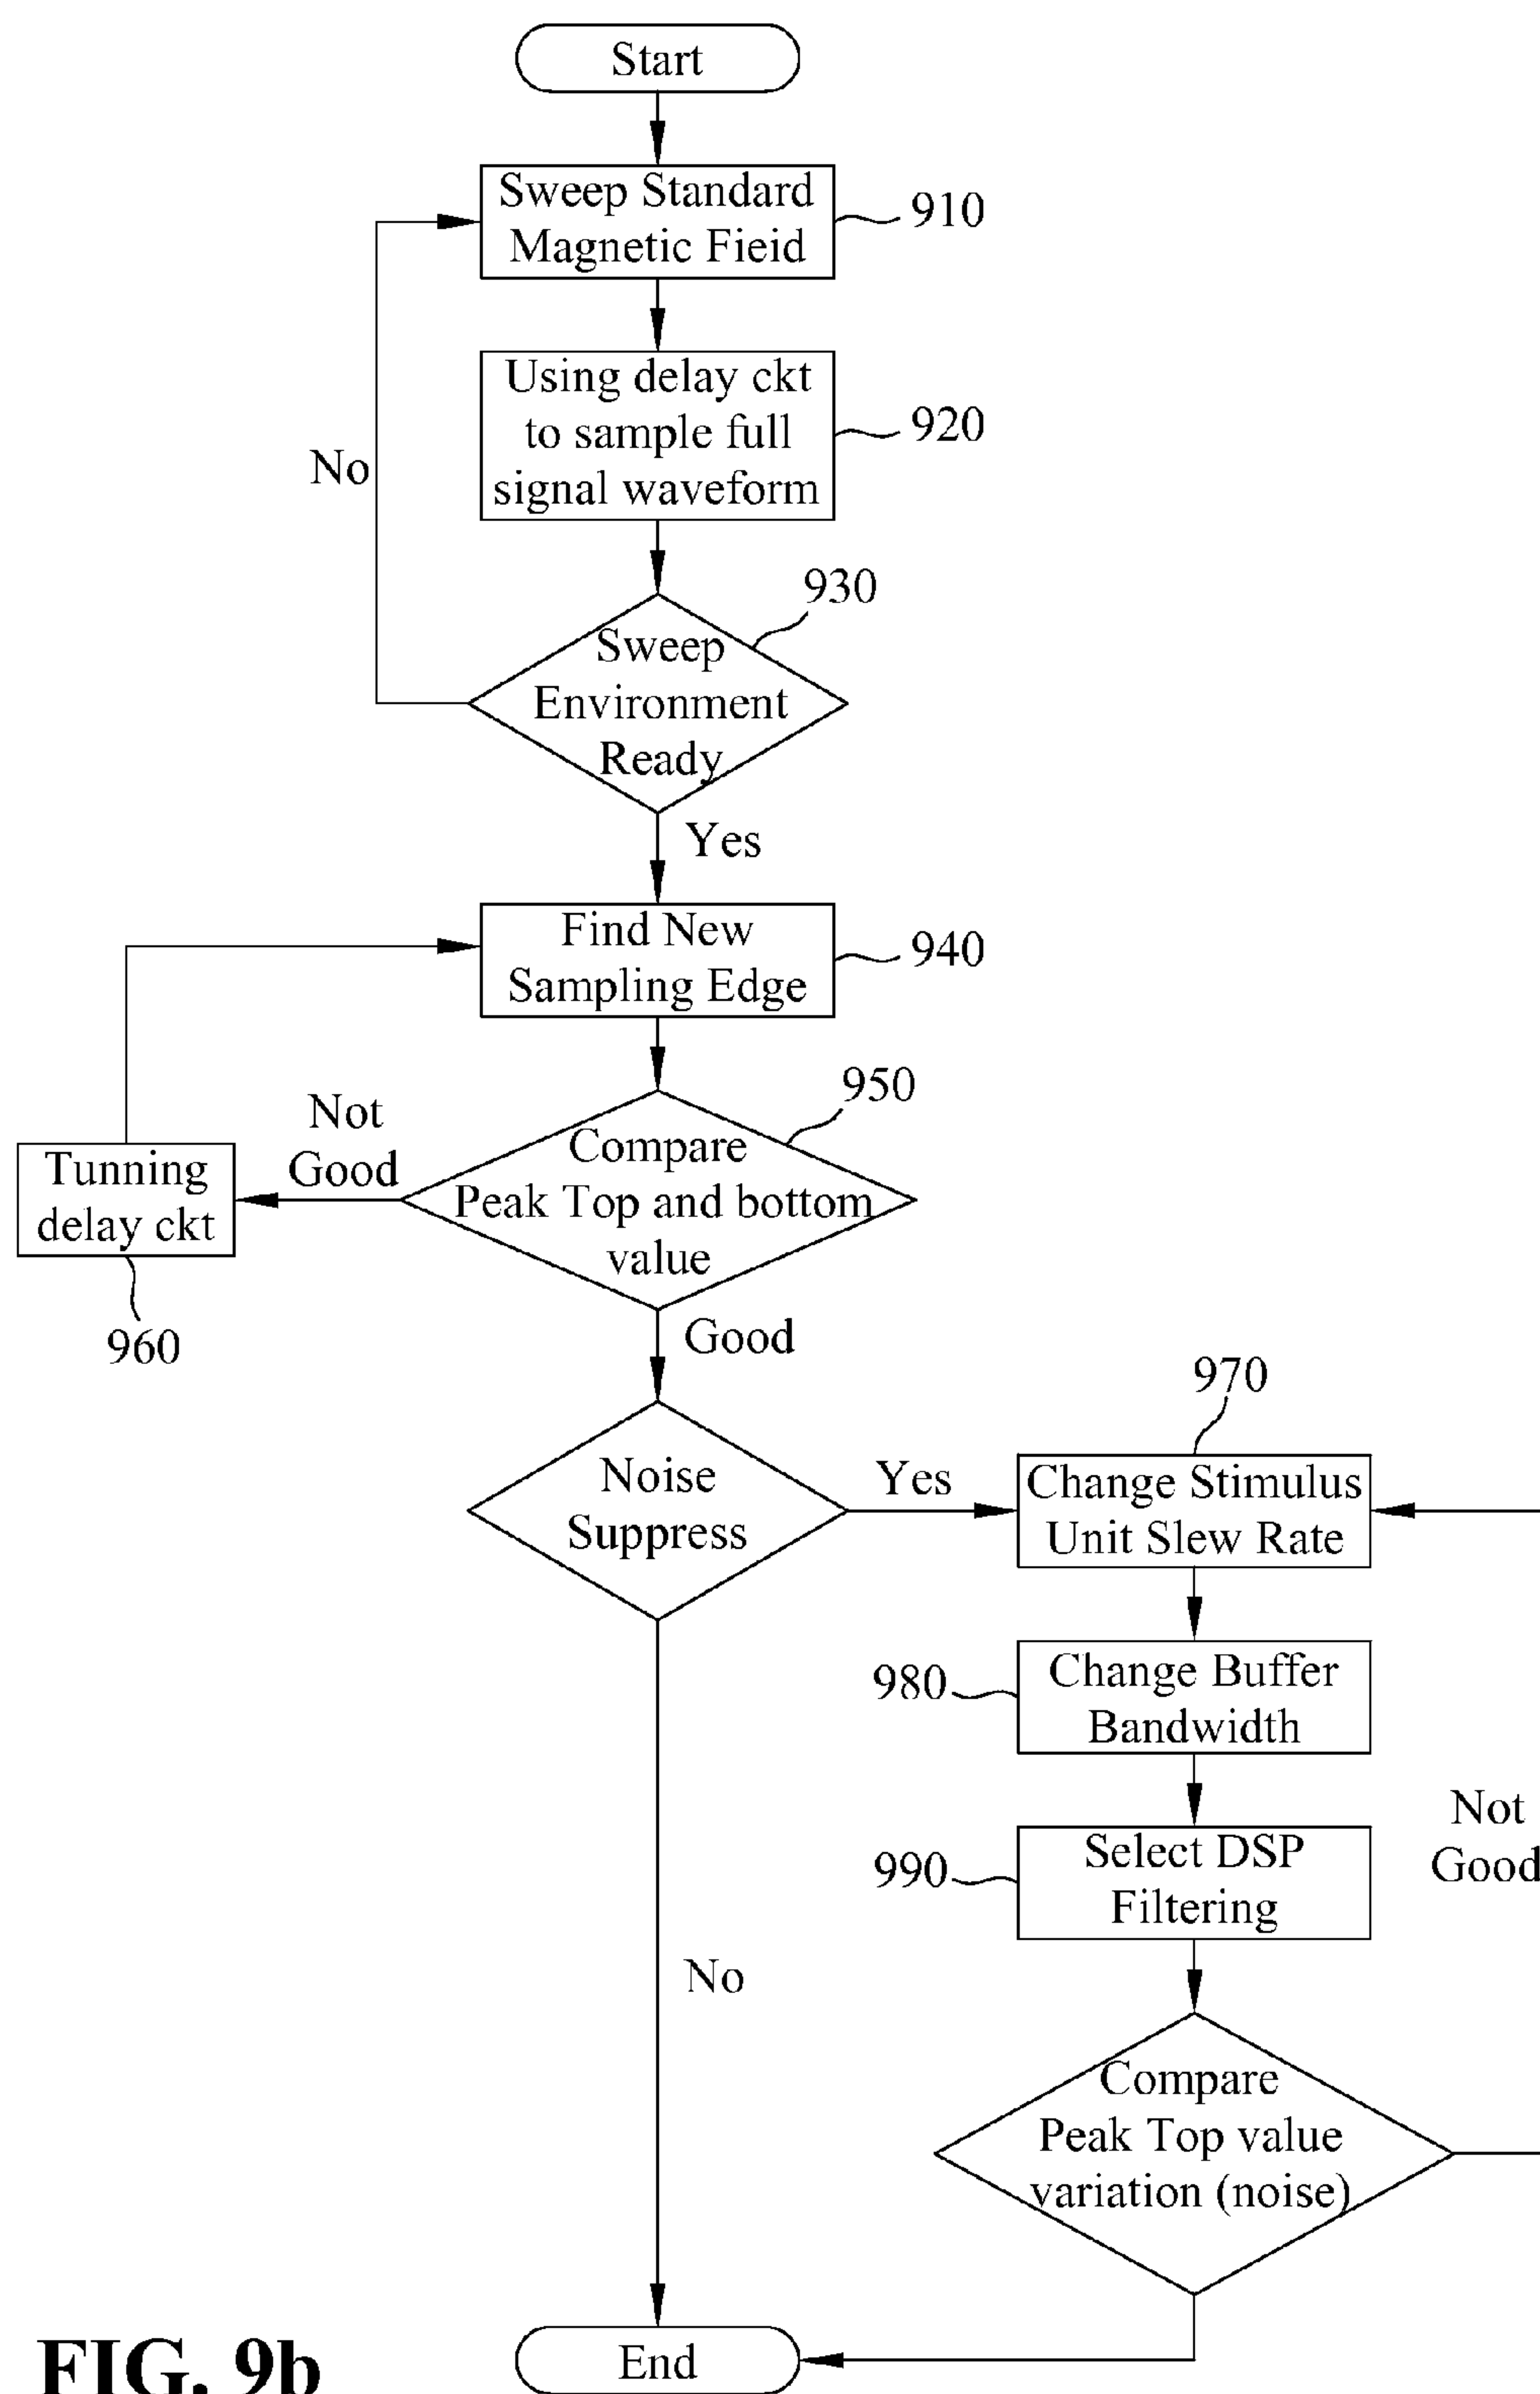 Start
Sweep Standard
Magnetic Fieid
910
Using delay ckt
to sample full
signal waveform
920
No
930
Sweep
Environment
Ready
Yes
Find New
Sampling Edge
940
950
Not
Good
Compare
Peak Top and bottom
value
Tunning
delay ckt
960
Good
970
Noise
Suppress
Yes
Change Stimulus
Unit Slew Rate
980
Change Buffer
Bandwidth
Not
Good
990
Select DSP
Filtering
No
Compare
Peak Top value
variation (noise)
End
FIG. 9b